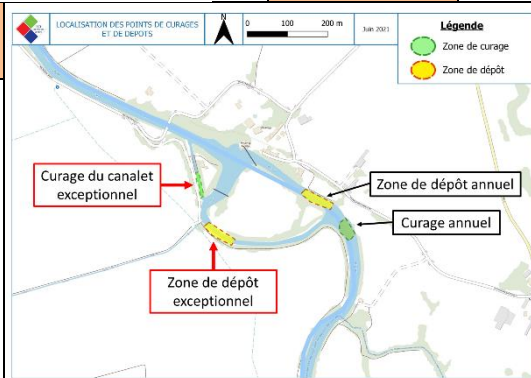 LOCALISATION DES POINTS DE CURAGES
ET DE DEPOTS
N
0 100 200 m
Juin 2021
Légende
Zone de curage
Zone de dépôt
Curage du canalet
exceptionnel
Zone de dépôt annuel
Curage annuel
Zone de dépôt
exceptionnel